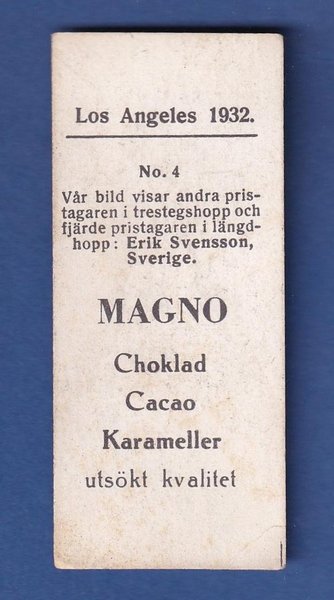 Los Angeles 1932.
No. 4
Vår bild visar andra pris-
tagaren i trestegshopp och
fjärde pristagaren i längd-
hopp: Erik Svensson,
Sverige.
MAGNO
Choklad
Cacao
Karameller
utsökt kvalitet